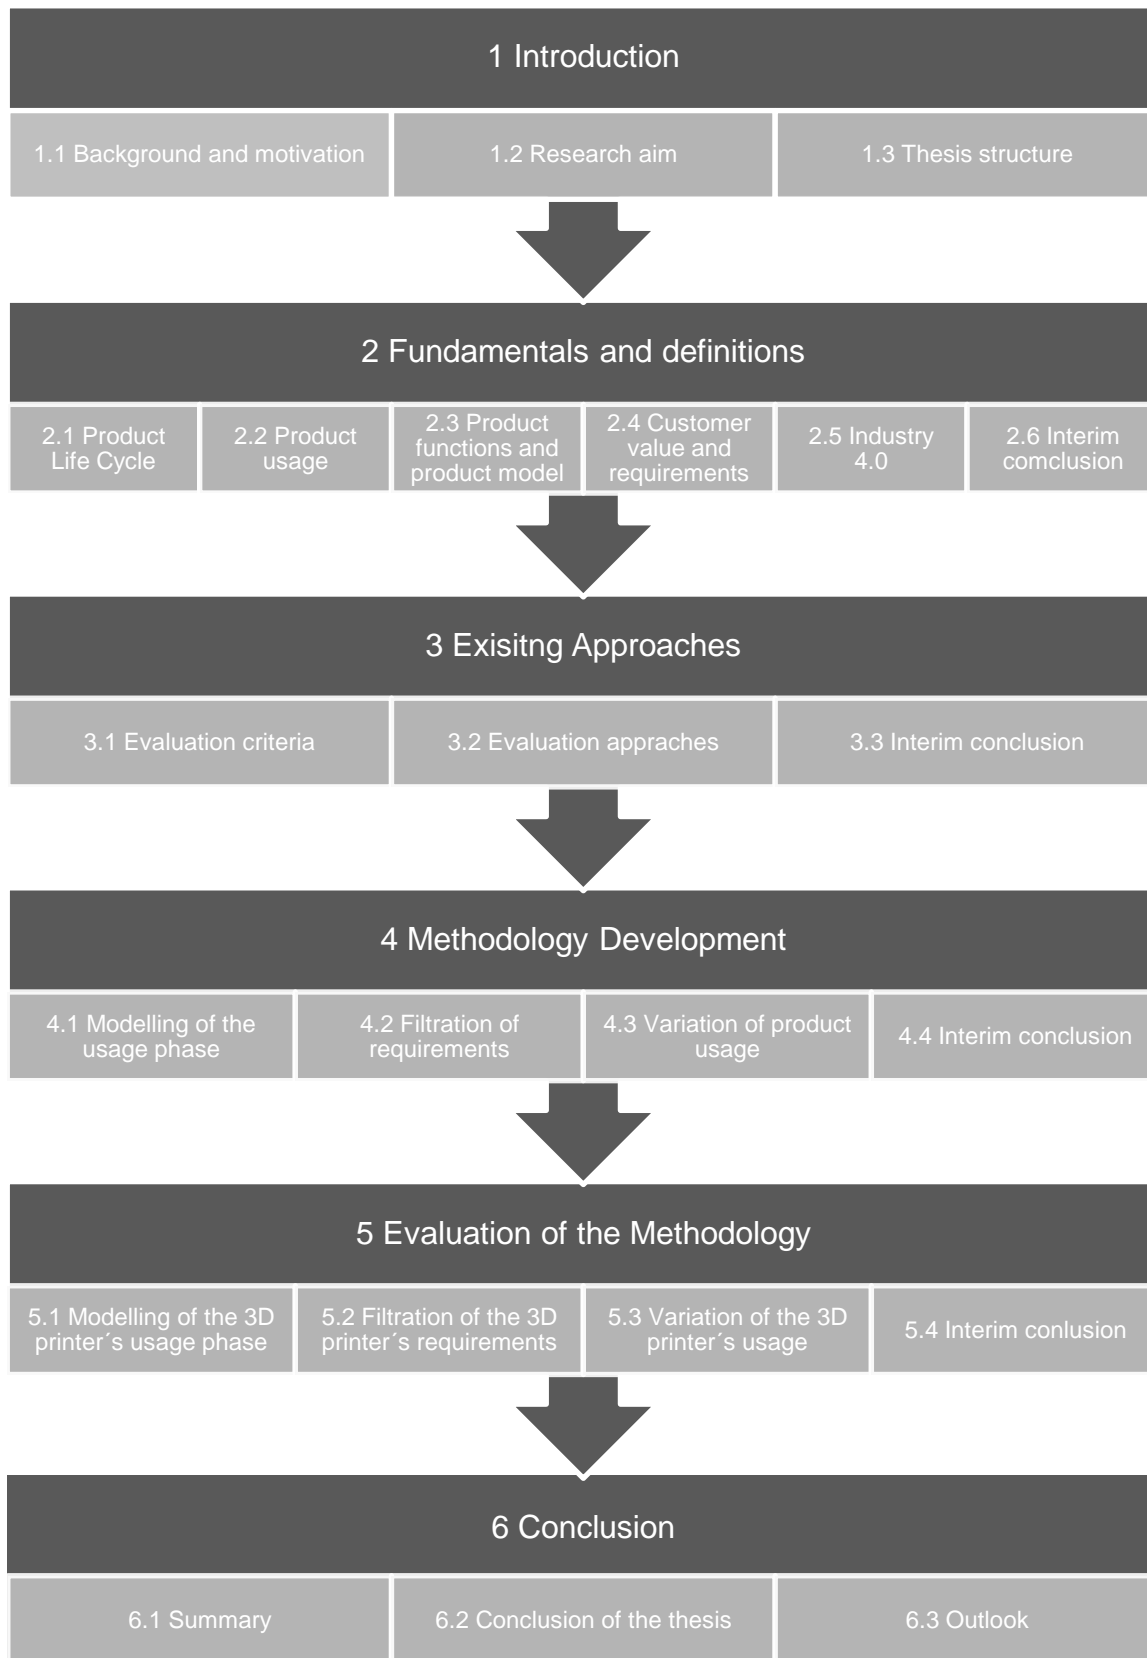 1 Introduction
1.1 Background and motivation
1.2 Research aim
1.3 Thesis structure
2 Fundamentals and definitions
2.1 Product
Life Cycle
2.2 Product
usage
2.3 Product
functions and
product model
2.4 Customer
value and
requirements
2.5 Industry
4.0
2.6 Interim
comclusion
3 Exisitng Approaches
3.1 Evaluation criteria
3.2 Evaluation appraches
3.3 Interim conclusion
4 Methodology Development
4.1 Modelling of the
usage phase
4.2 Filtration of
requirements
4.3 Variation of product
usage
4.4 Interim conclusion
5 Evaluation of the Methodology
5.1 Modelling of the 3D
printer´s usage phase
5.2 Filtration of the 3D
printer´s requirements
5.3 Variation of the 3D
printer´s usage
5.4 Interim conlusion
6 Conclusion
6.1 Summary
6.2 Conclusion of the thesis
6.3 Outlook